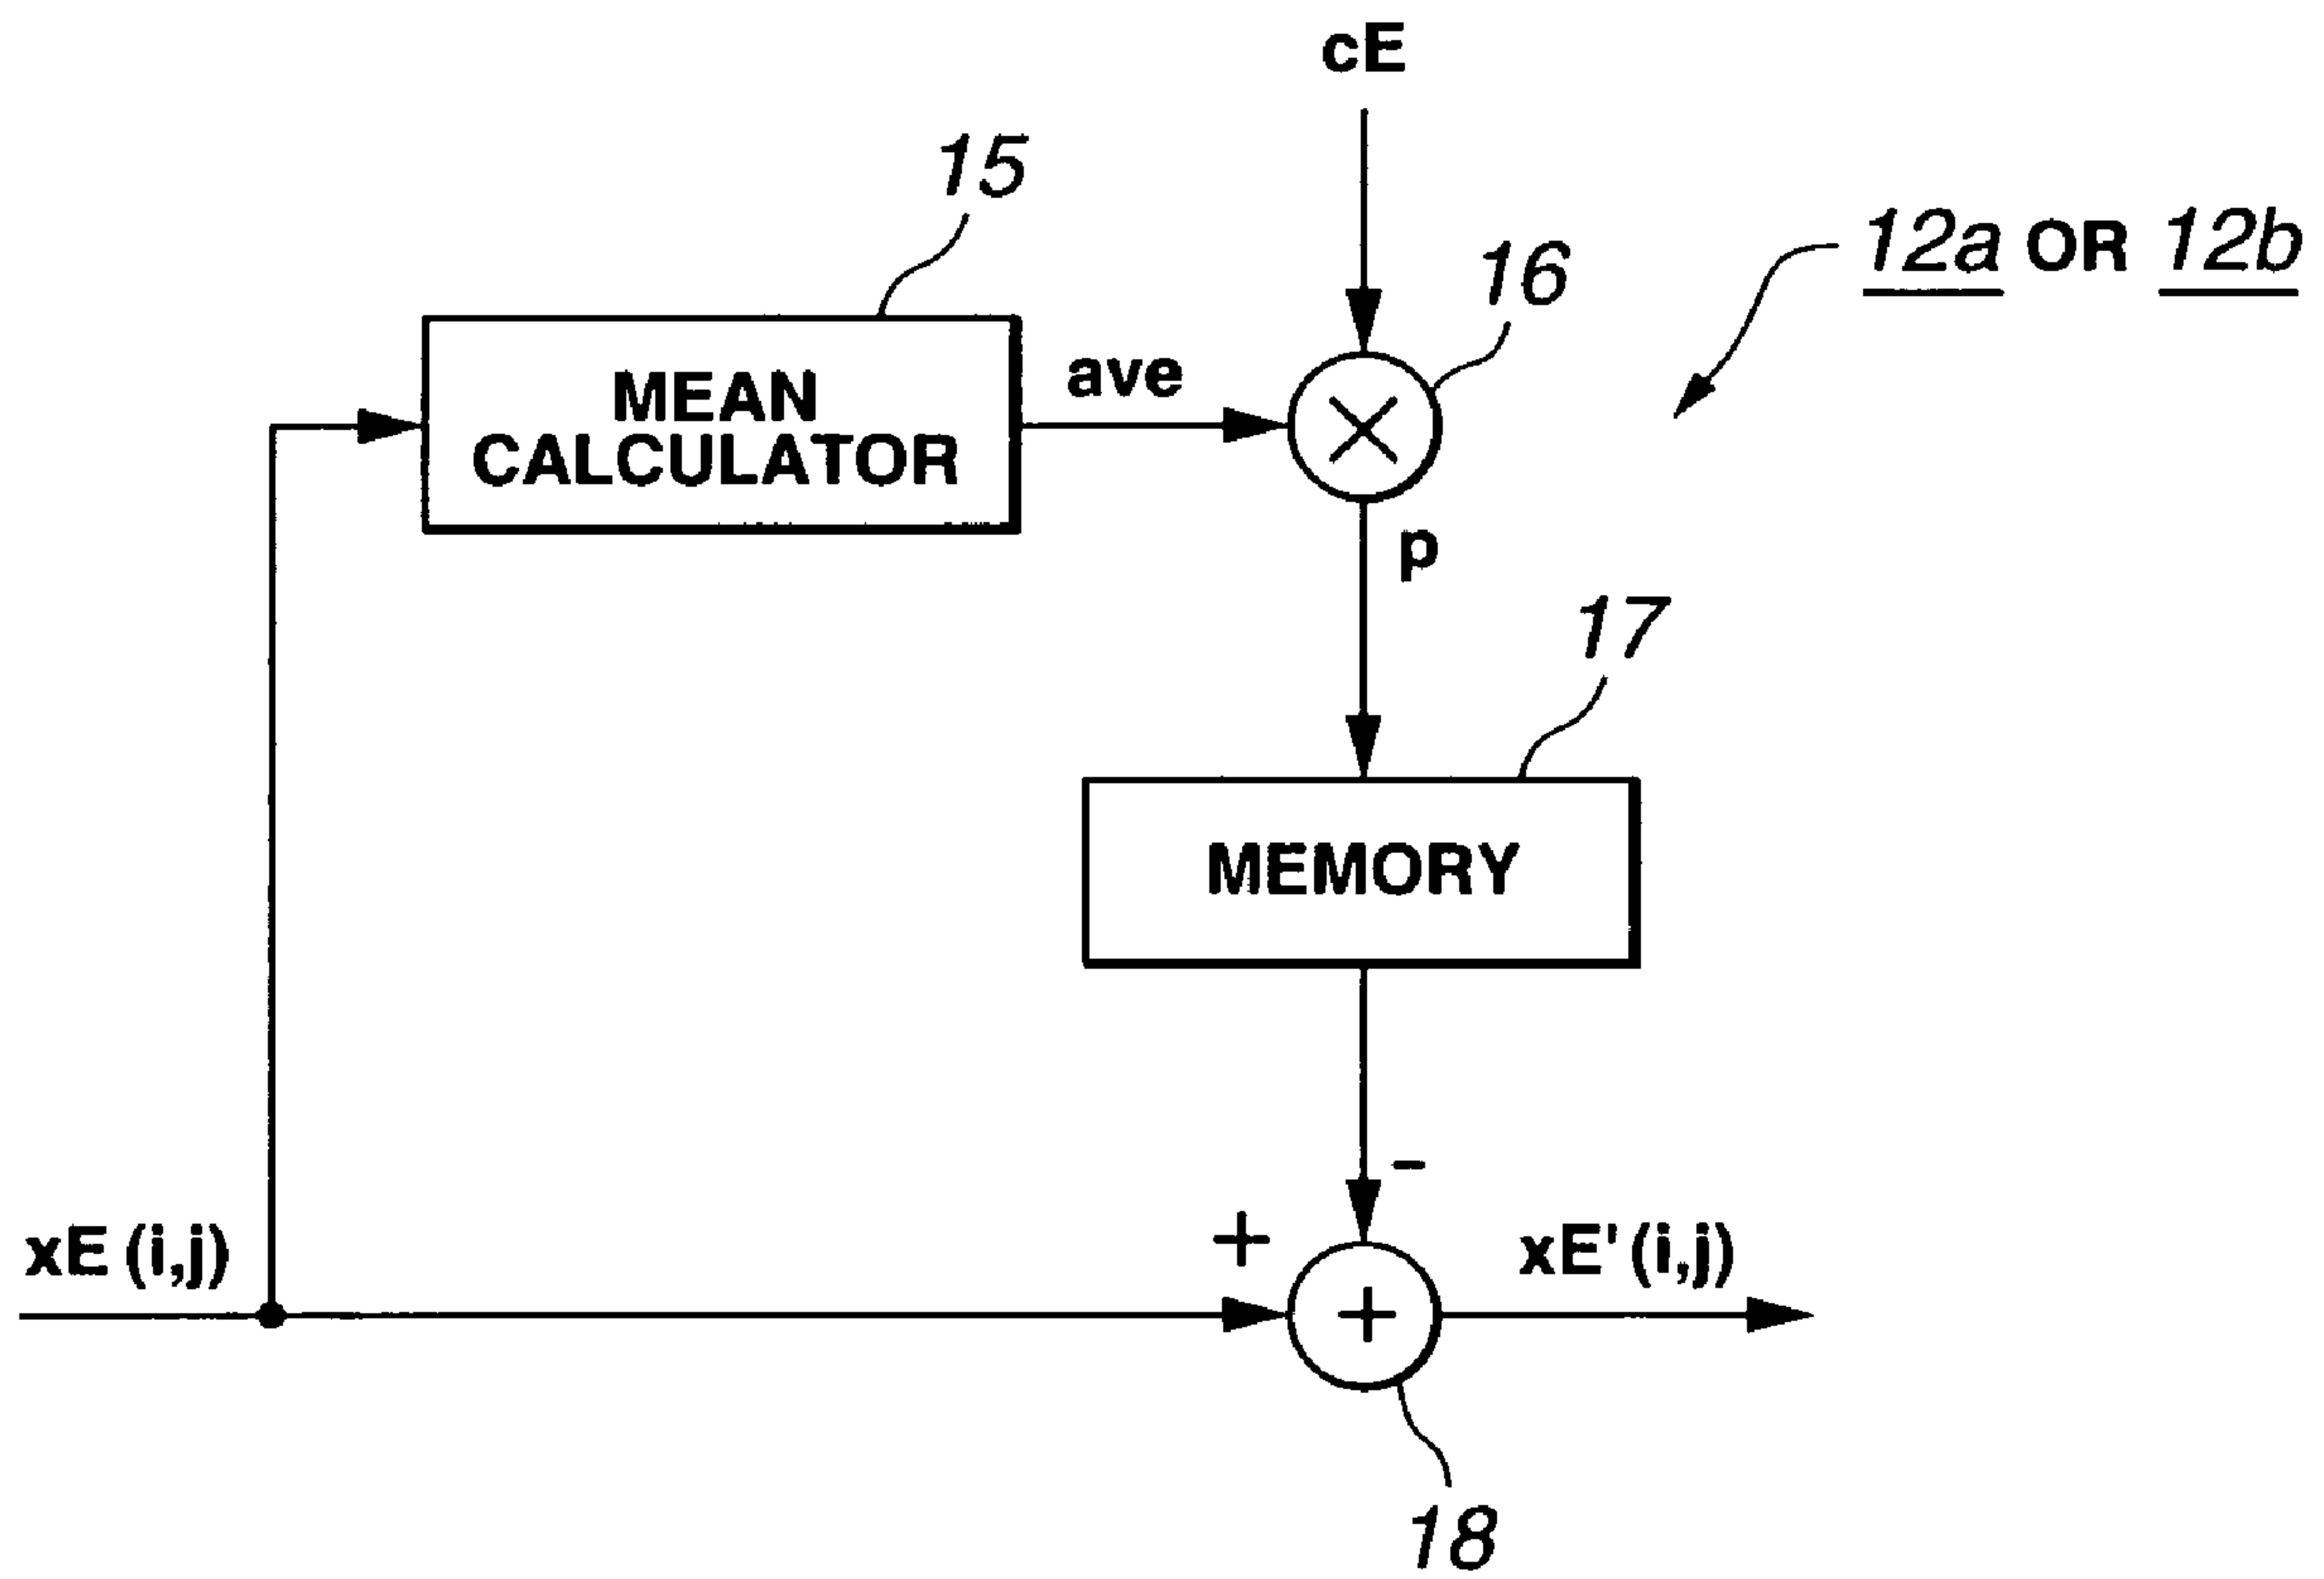 cE
15
16
12a OR 12b
MEAN
CALCULATOR
ave
×
p
17
MEMORY
-
+
xE (i,j)
xE' (i,j)
+
18